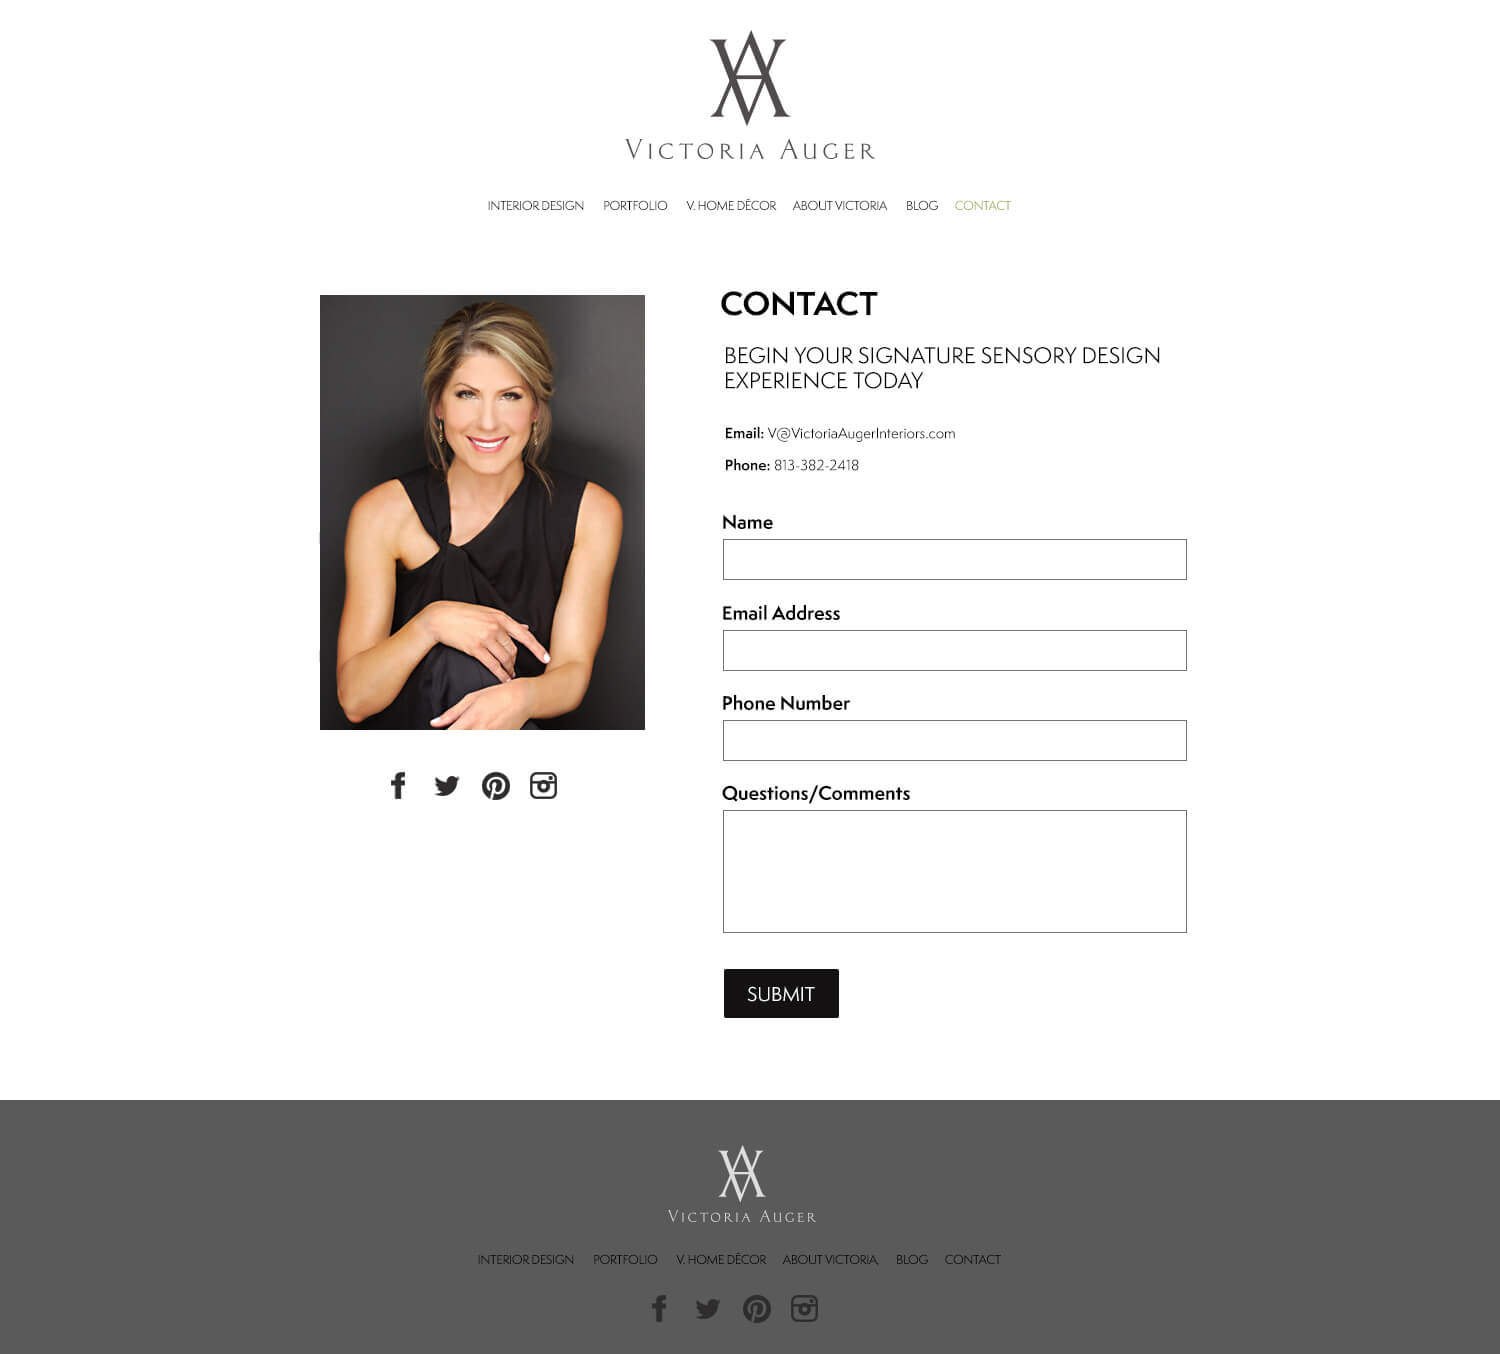 VICTORIA AUGER
INTERIOR DESIGN PORTFOLIO V. HOME DÉCOR ABOUT VICTORIA BLOG CONTACT
CONTACT
BEGIN YOUR SIGNATURE SENSORY DESIGN
EXPERIENCE TODAY
Email: V@VictoriaAugerInteriors.com
Phone: 813-382-2418
Name
Email Address
Phone Number
Questions/Comments
SUBMIT
VICTORIA AUGER
INTERIOR DESIGN PORTFOLIO V. HOME DÉCOR ABOUT VICTORIA BLOG CONTACT